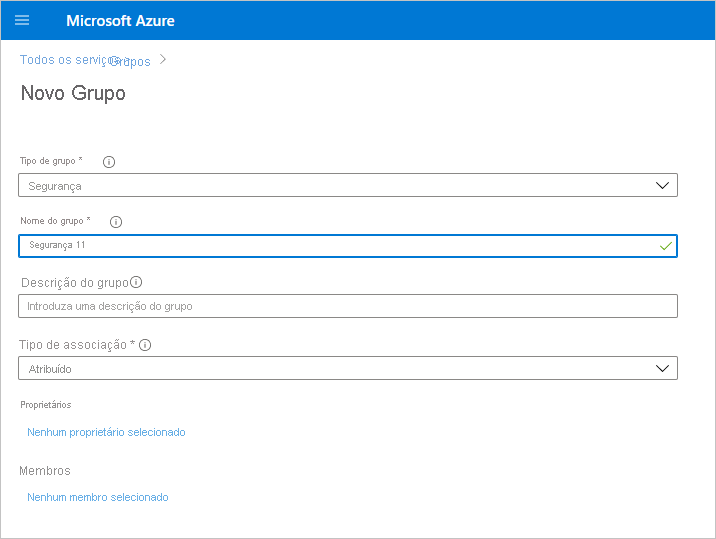 Microsoft Azure
Todos os serviços Grupos
Novo Grupo
Tipo de grupo *
Segurança
Nome do grupo *
Segurança 11
Descrição do grupo
Introduza uma descrição do grupo
Tipo de associação *
Atribuído
Proprietários
Nenhum proprietário selecionado
Membros
Nenhum membro selecionado